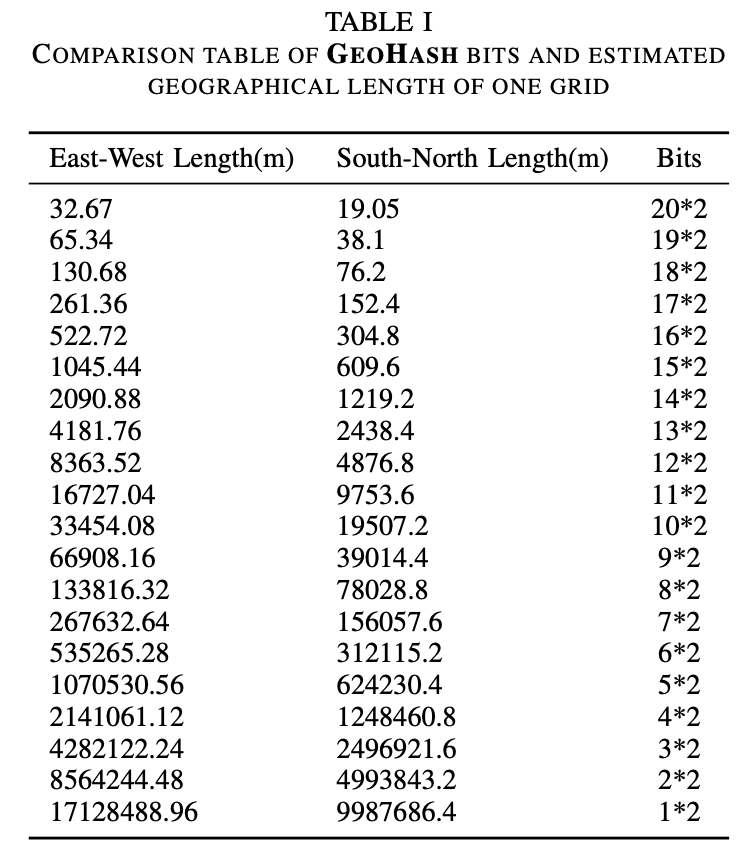 TABLE I
COMPARISON TABLE OF GEOHASH BITS AND ESTIMATED
GEOGRAPHICAL LENGTH OF ONE GRID
East-West Length(m) South-North Length(m) Bits
32.67 19.05 20*2
65.34 38.1 19*2
130.68 76.2 18*2
261.36 152.4 17*2
522.72 304.8 16*2
1045.44 609.6 15*2
2090.88 1219.2 14*2
4181.76 2438.4 13*2
8363.52 4876.8 12*2
16727.04 9753.6 11*2
33454.08 19507.2 10*2
66908.16 39014.4 9*2
133816.32 78028.8 8*2
267632.64 156057.6 7*2
535265.28 312115.2 6*2
1070530.56 624230.4 5*2
2141061.12 1248460.8 4*2
4282122.24 2496921.6 3*2
8564244.48 4993843.2 2*2
17128488.96 9987686.4 1*2